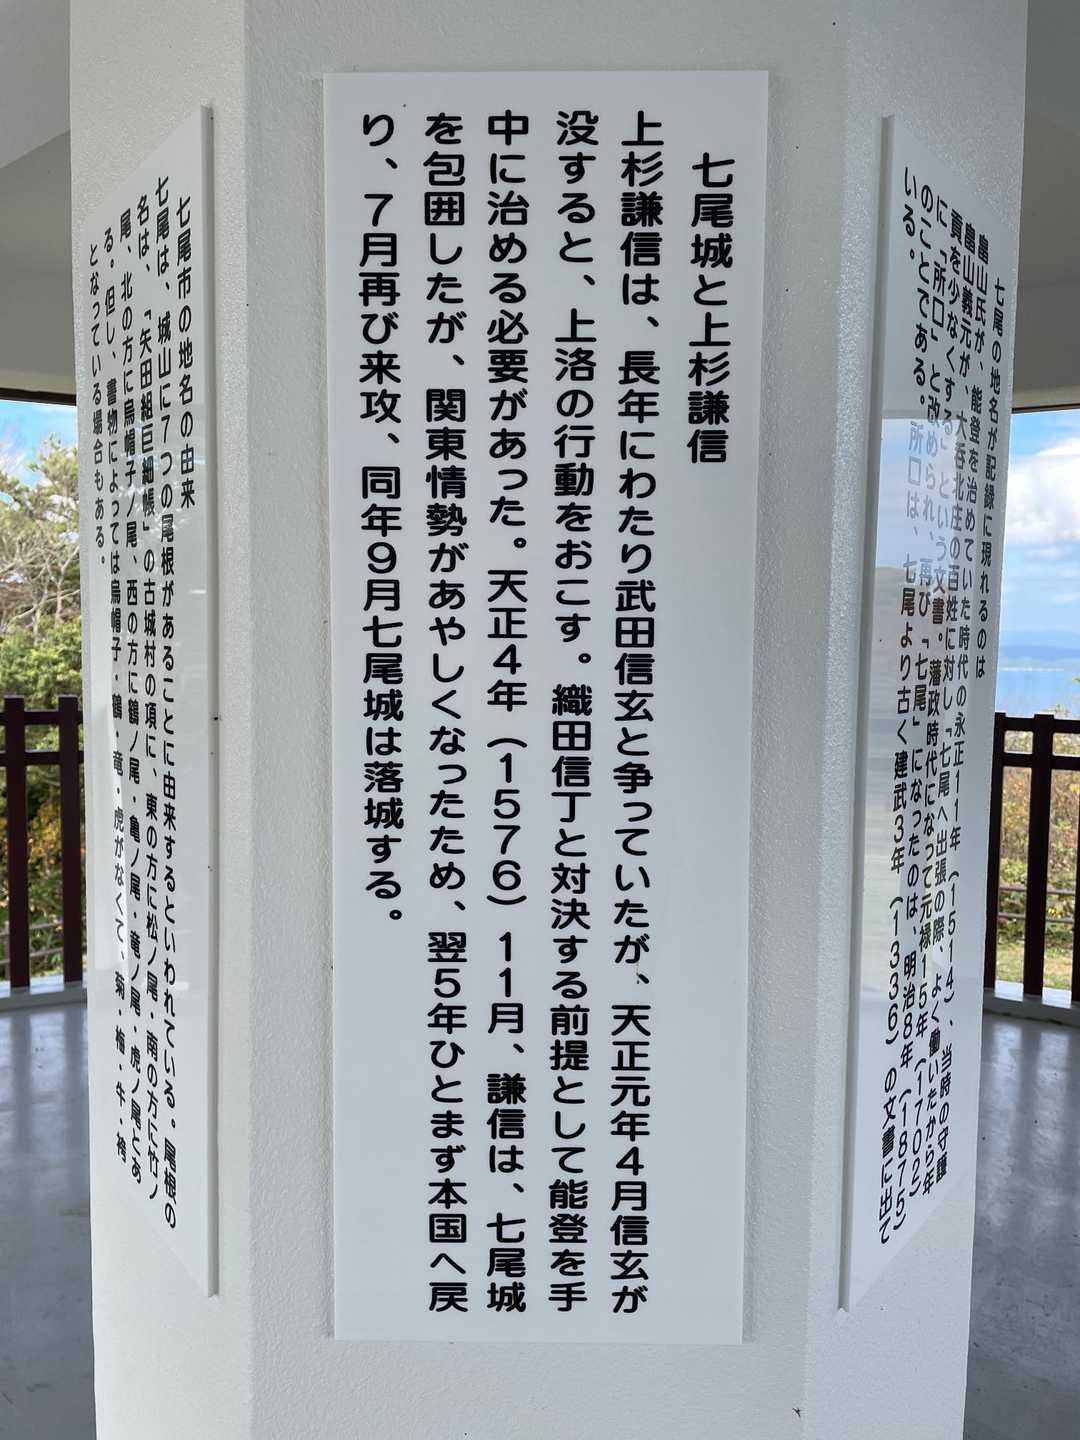 七尾の地名が記録に現れるのは
畠山氏が、能登を治めていた時代の永正11年（1514）、当時の守護
畠山義元が、大呑北庄の百姓に対し「七尾へ出張の際、よく働いたから年
貢を少なくする」という文書。藩政時代になって元禄15年（1702）
に「所口」と改められ、再び「七尾」になったのは、明治8年（1875）
のことである。所口は、七尾より古く建武3年（1336）の文書に出て
いる。
七尾城と上杉謙信
上杉謙信は、長年にわたり武田信玄と争っていたが、天正元年4月信玄が
没すると、上洛の行動をおこす。織田信丁と対決する前提として能登を手
中に治める必要があった。天正4年（1576）11月、謙信は、七尾城
を包囲したが、関東情勢があやしくなったため、翌5年ひとまず本国へ戻
り、7月再び来攻、同年9月七尾城は落城する。
七尾市の地名の由来
七尾は、城山に7つの尾根があることに由来するといわれている。尾根の
名は、「矢田組巨細帳」の古城村の項に、東の方に松ノ尾・南の方に竹ノ
尾、北の方に烏帽子ノ尾、西の方に鶴ノ尾・亀ノ尾・竜ノ尾・虎ノ尾とあ
る。但し、書物によっては烏帽子・鶴・竜・虎がなくて、菊・梅・牛・袴
となっている場合もある。